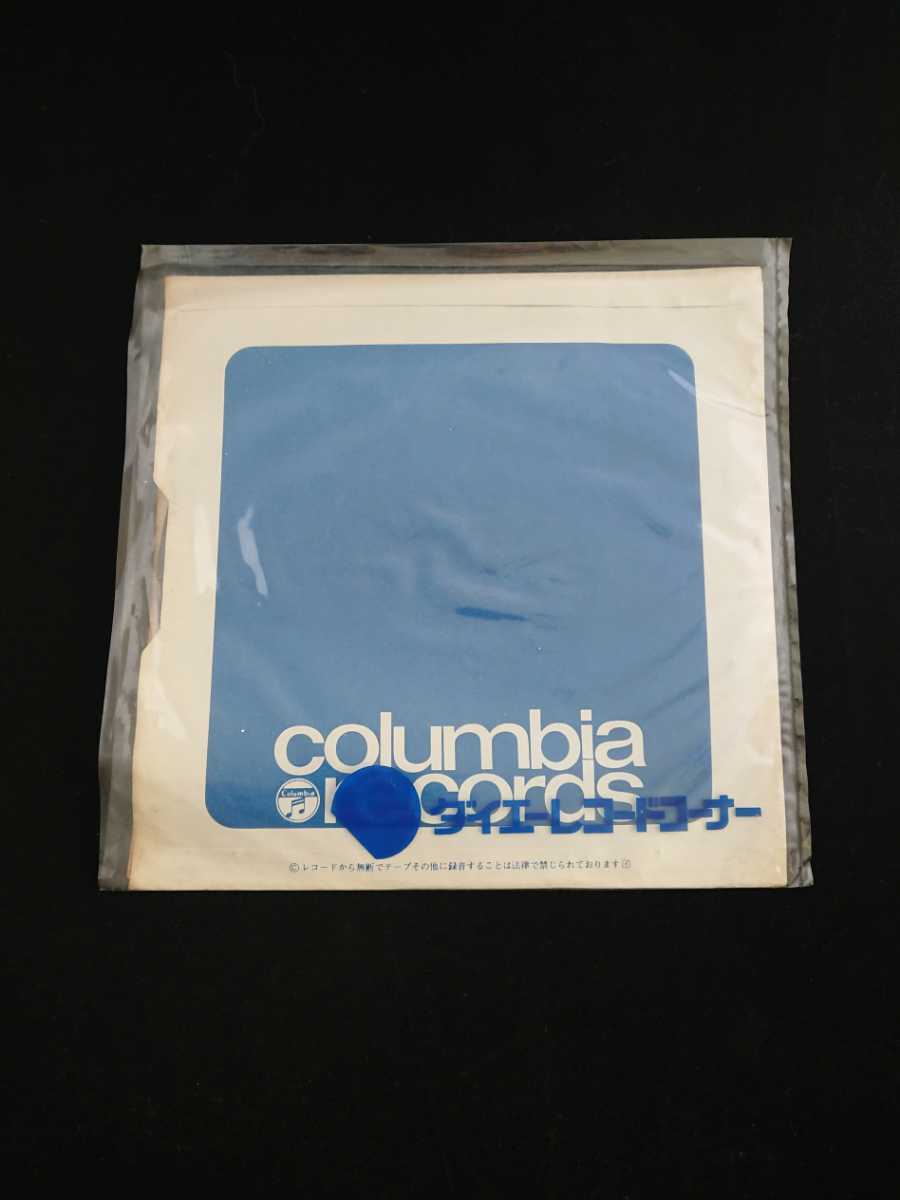 columbia
records
Columbia
ダイエーレコードコーナー
Ⓒレコードから無断でテープその他に録音することは法律で禁じられております